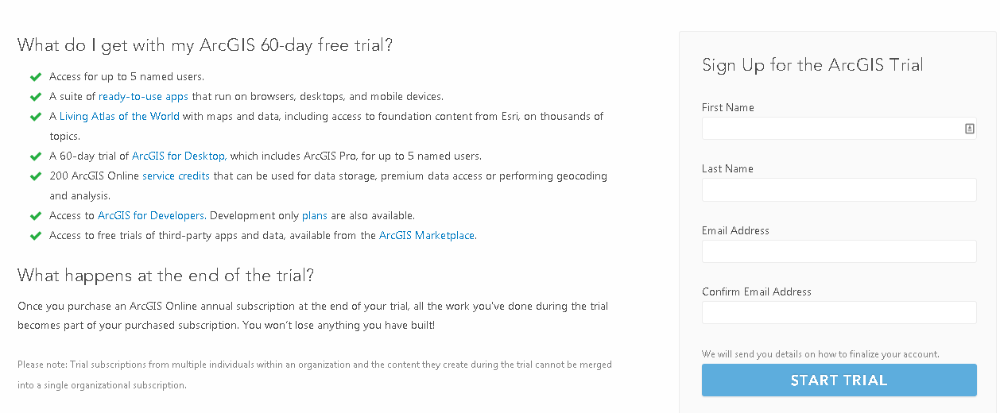 What do I get with my ArcGIS 60-day free trial?
Access for up to 5 named users.
A suite of ready-to-use apps that run on browsers, desktops, and mobile devices.
A Living Atlas of the World with maps and data, including access to foundation content from Esri, on thousands of
topics.
A 60-day trial of ArcGIS for Desktop, which includes ArcGIS Pro, for up to 5 named users.
200 ArcGIS Online service credits that can be used for data storage, premium data access or performing geocoding
and analysis.
Access to ArcGIS for Developers. Development only plans are also available.
Access to free trials of third-party apps and data, available from the ArcGIS Marketplace.
What happens at the end of the trial?
Once you purchase an ArcGIS Online annual subscription at the end of your trial, all the work you've done during the trial
becomes part of your purchased subscription. You won't lose anything you have built!
Please note: Trial subscriptions from multiple individuals within an organization and the content they create during the trial cannot be merged
into a single organizational subscription.
Sign Up for the ArcGIS Trial
First Name
Last Name
Email Address
Confirm Email Address
We will send you details on how to finalize your account.
START TRIAL